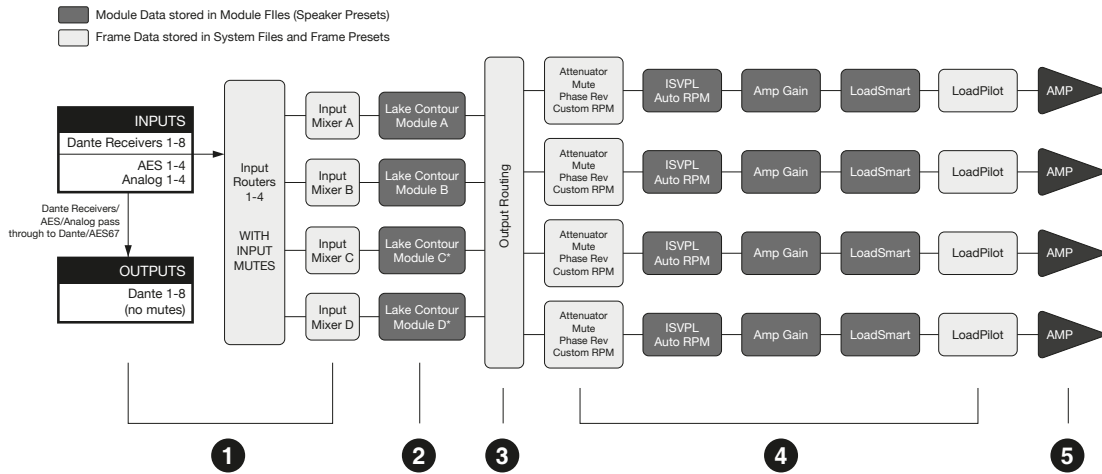 Module Data stored in Module FIles (Speaker Presets)
Frame Data stored in System Files and Frame Presets
INPUTS
Dante Receivers 1-8
AES 1-4
Analog 1-4
Dante Receivers/
AES/Analog pass
through to Dante/AES67
OUTPUTS
Dante 1-8
(no mutes)
Input
Routers
1-4
WITH
INPUT
MUTES
Input
Mixer A
Lake Contour
Module A
Input
Mixer B
Lake Contour
Module B
Input
Mixer C
Lake Contour
Module C*
Input
Mixer D
Lake Contour
Module D*
Output Routing
Attenuator
Mute
Phase Rev
Custom RPM
ISVPL
Auto RPM
Amp Gain
LoadSmart
LoadPilot
AMP
Attenuator
Mute
Phase Rev
Custom RPM
ISVPL
Auto RPM
Amp Gain
LoadSmart
LoadPilot
AMP
Attenuator
Mute
Phase Rev
Custom RPM
ISVPL
Auto RPM
Amp Gain
LoadSmart
LoadPilot
AMP
Attenuator
Mute
Phase Rev
Custom RPM
ISVPL
Auto RPM
Amp Gain
LoadSmart
LoadPilot
AMP
1
2
3
4
5